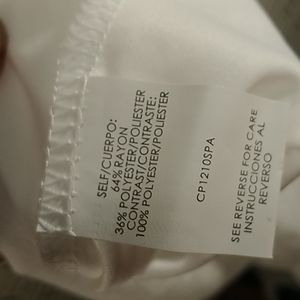 SELF/CUERPO:
64% RAYON
36% POLYESTER/POLIESTER
CONTRAST/CONTRASTE:
100% POLYESTER/POLIESTER
CP1210SPA
SEE REVERSE FOR CARE
INSTRUCCIONES AL
REVERSO